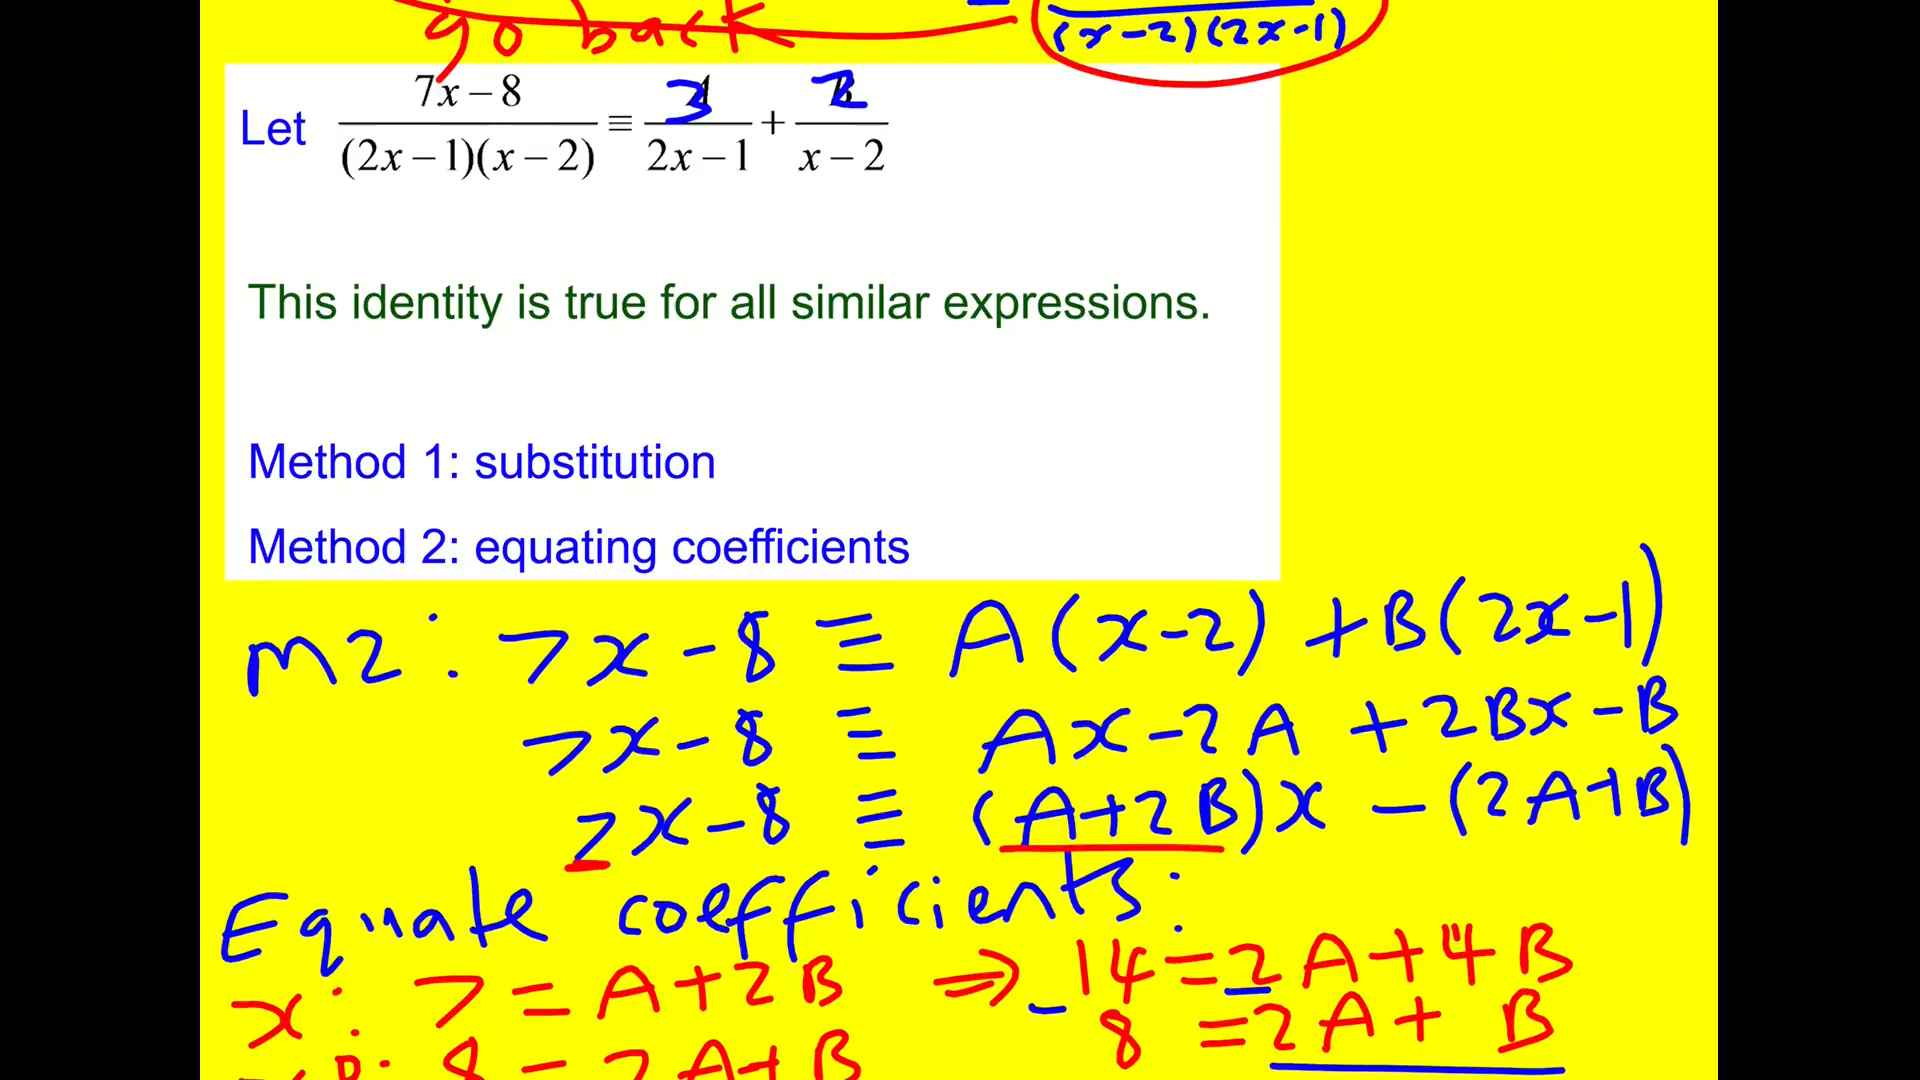 go back = (x-2)(2x-1)
Let (7x – 8)/((2x – 1)(x – 2)) ≡ 3/(2x – 1) + 2/(x – 2)
This identity is true for all similar expressions.
Method 1: substitution
Method 2: equating coefficients
M2: 7x - 8 ≡ A(x-2) + B(2x-1)
7x - 8 ≡ Ax - 2A + 2Bx - B
7x - 8 ≡ (A+2B)x - (2A+B)
Equate coefficients:
x: 7 = A+2B ⇒ 14 = 2A + 4B
- 8 = 2A + B
8 = 2A+B